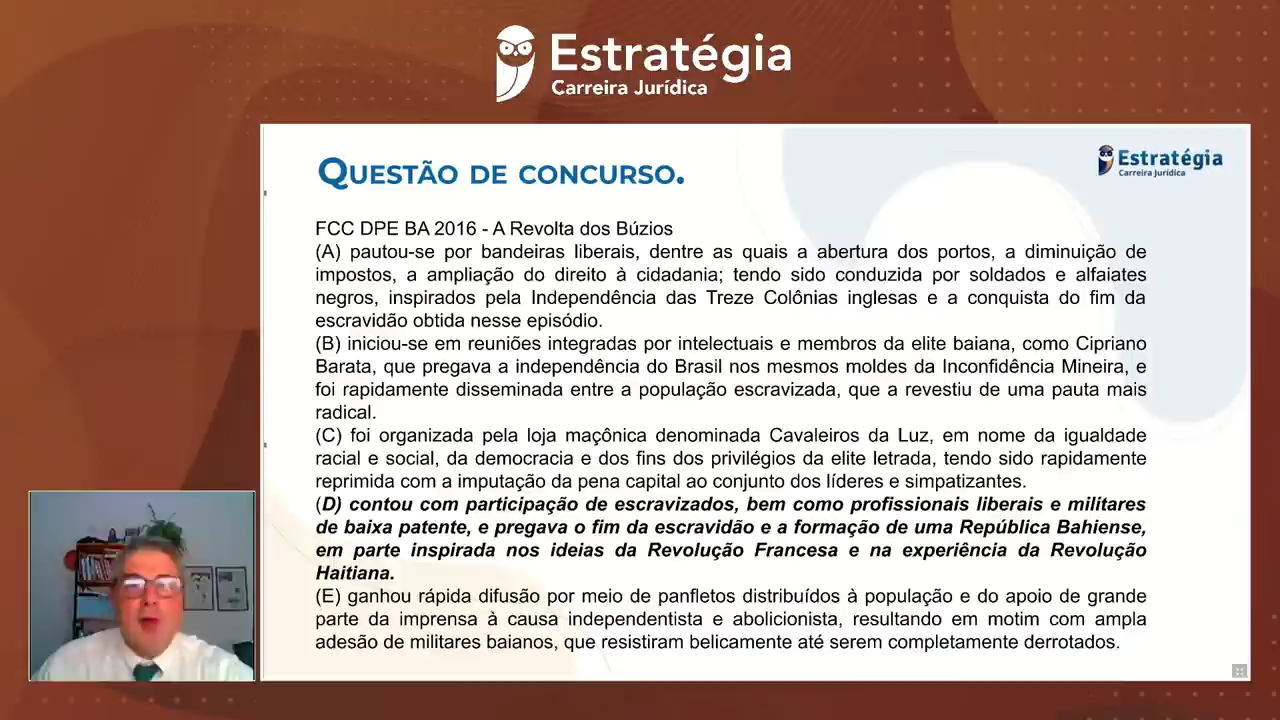 Estratégia
Carreira Jurídica
QUESTÃO DE CONCURSO.
Estratégia
Carreira Jurídica
FCC DPE BA 2016 - A Revolta dos Búzios
(A) pautou-se por bandeiras liberais, dentre as quais a abertura dos portos, a diminuição de
impostos, a ampliação do direito à cidadania; tendo sido conduzida por soldados e alfaiates
negros, inspirados pela Independência das Treze Colônias inglesas e a conquista do fim da
escravidão obtida nesse episódio.
(B) iniciou-se em reuniões integradas por intelectuais e membros da elite baiana, como Cipriano
Barata, que pregava a independência do Brasil nos mesmos moldes da Inconfidência Mineira, e
foi rapidamente disseminada entre a população escravizada, que a revestiu de uma pauta mais
radical.
(C) foi organizada pela loja maçônica denominada Cavaleiros da Luz, em nome da igualdade
racial e social, da democracia e dos fins dos privilégios da elite letrada, tendo sido rapidamente
reprimida com a imputação da pena capital ao conjunto dos líderes e simpatizantes.
(D) contou com participação de escravizados, bem como profissionais liberais e militares
de baixa patente, e pregava o fim da escravidão e a formação de uma República Bahiense,
em parte inspirada nos ideias da Revolução Francesa e na experiência da Revolução
Haitiana.
(E) ganhou rápida difusão por meio de panfletos distribuídos à população e do apoio de grande
parte da imprensa à causa independentista e abolicionista, resultando em motim com ampla
adesão de militares baianos, que resistiram belicamente até serem completamente derrotados.